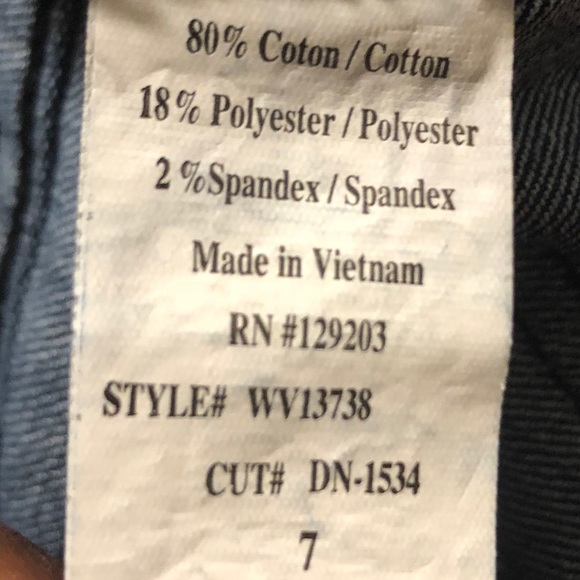 80% Coton / Cotton
18% Polyester / Polyester
2 %Spandex / Spandex
Made in Vietnam
RN #129203
STYLE# WV13738
CUT# DN-1534
7